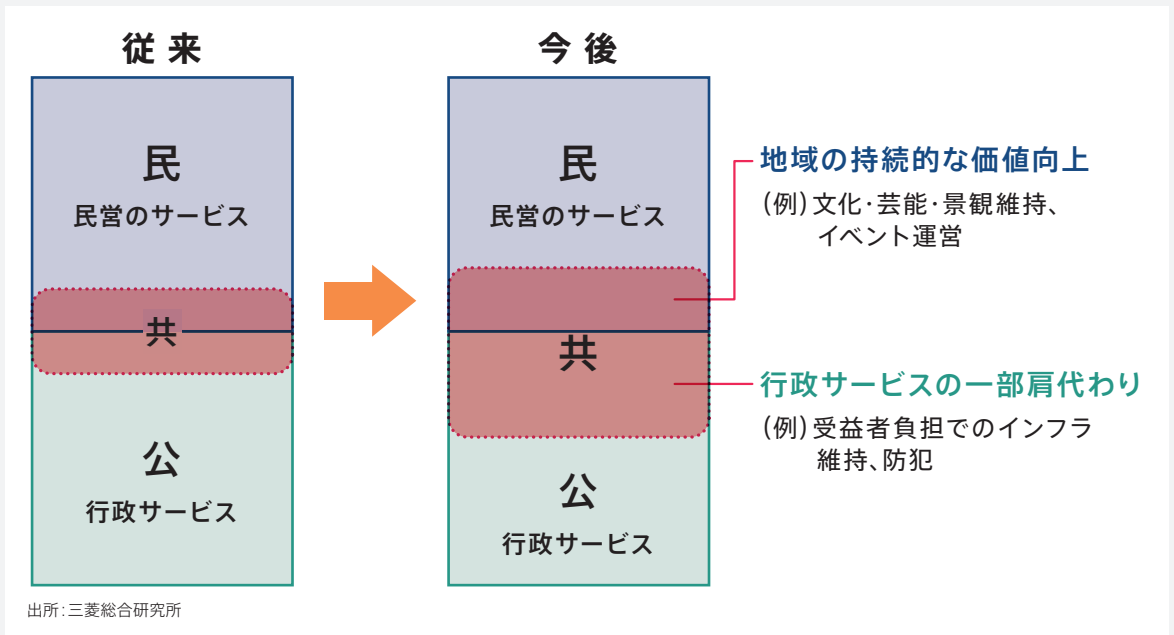 従来
民
民営のサービス
共
公
行政サービス
今後
民
民営のサービス
共
公
行政サービス
地域の持続的な価値向上
(例)文化・芸能・景観維持、
イベント運営
行政サービスの一部肩代わり
(例)受益者負担でのインフラ
維持、防犯
出所:三菱総合研究所